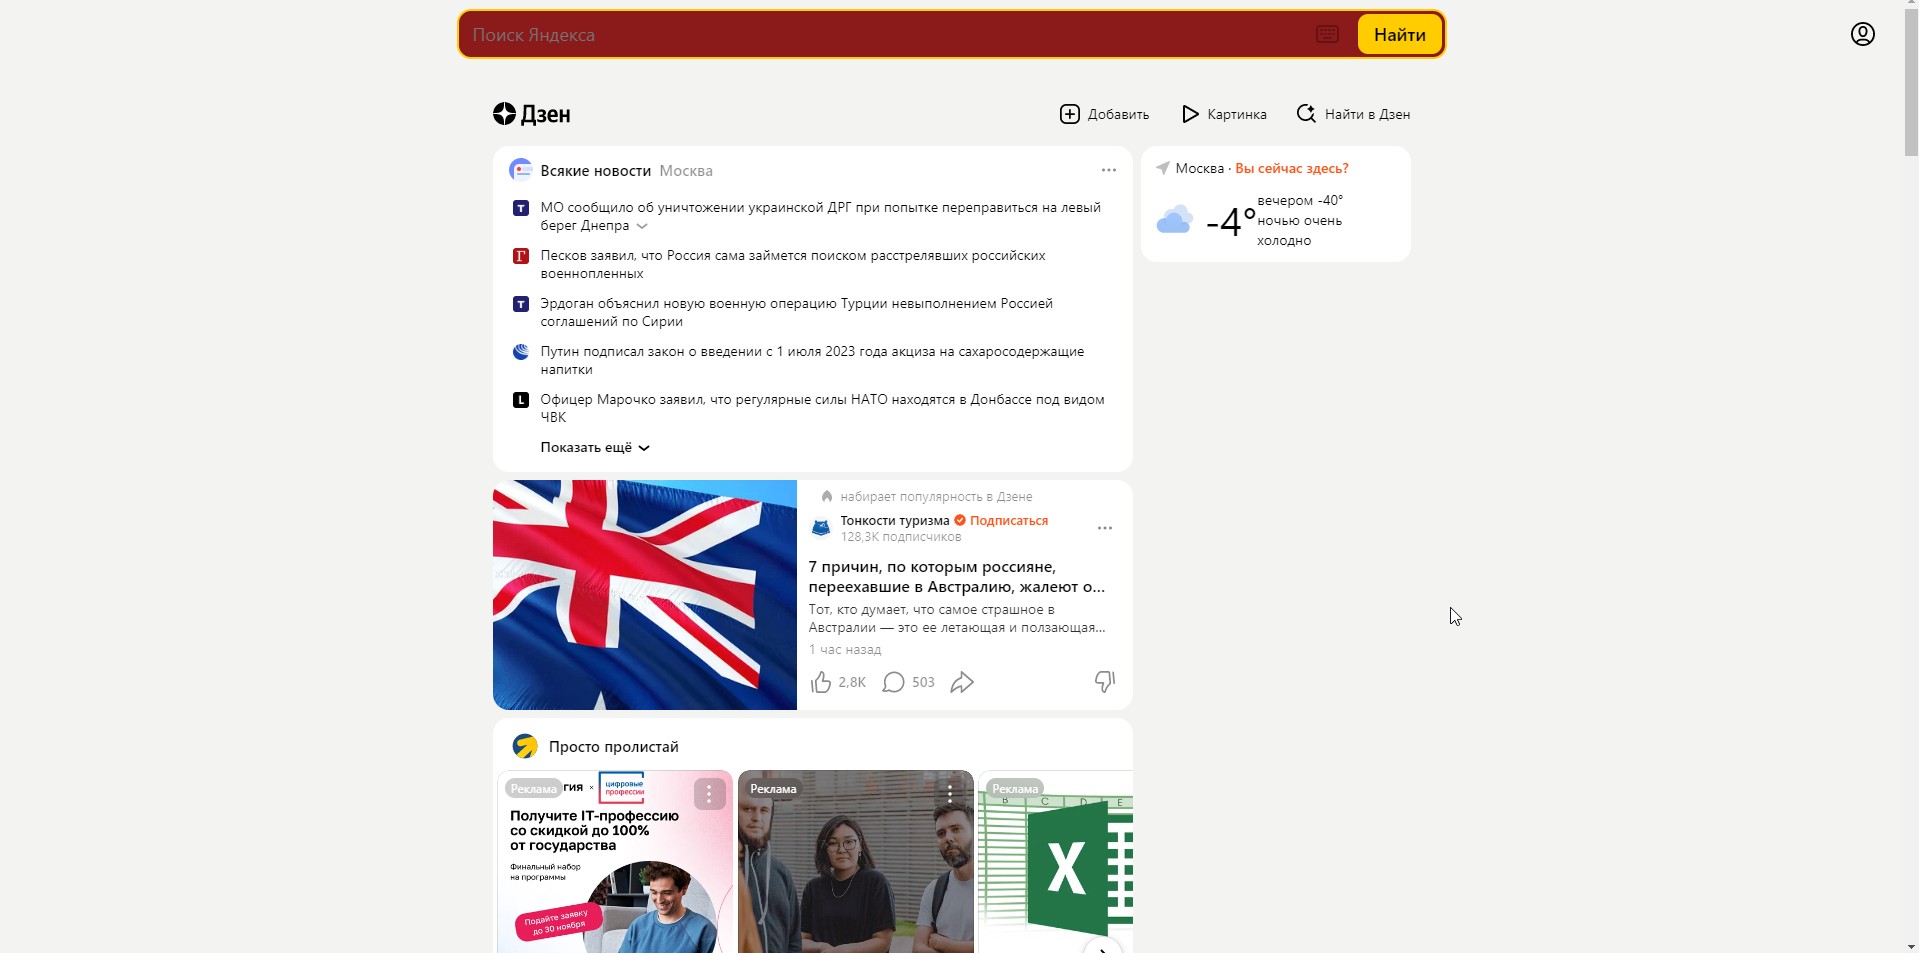 Поиск Яндекса
Найти
Дзен
Добавить
Картинка
Найти в Дзен
Всякие новости Москва
МО сообщило об уничтожении украинской ДРГ при попытке переправиться на левый
берег Днепра
Песков заявил, что Россия сама займется поиском расстрелявших российских
военнопленных
Эрдоган объяснил новую военную операцию Турции невыполнением Россией
соглашений по Сирии
Путин подписал закон о введении с 1 июля 2023 года акциза на сахаросодержащие
напитки
Офицер Марочко заявил, что регулярные силы НАТО находятся в Донбассе под видом
ЧВК
Показать ещё
Москва · Вы сейчас здесь?
-4°
вечером -40°
ночью очень
холодно
набирает популярность в Дзене
Тонкости туризма Подписаться
128,3К подписчиков
7 причин, по которым россияне,
переехавшие в Австралию, жалеют о...
Тот, кто думает, что самое страшное в
Австралии — это ее летающая и ползающая...
1 час назад
2,8К
503
Просто пролистай
Реклама
гия ×
цифровые
профессии
Получите IT-профессию
со скидкой до 100%
от государства
Финальный набор
на программы
Подайте заявку
до 30 ноября
Реклама
Реклама
B C D E
X